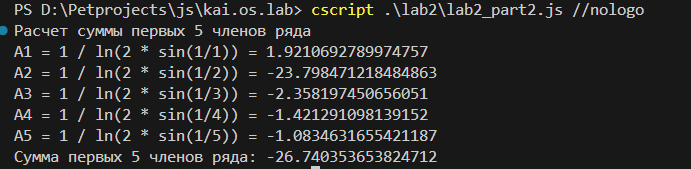 PS D:\Petprojects\js\kai.os.lab> cscript .\lab2\lab2_part2.js //nologo
Расчет суммы первых 5 членов ряда
A1 = 1 / ln(2 * sin(1/1)) = 1.9210692789974757
A2 = 1 / ln(2 * sin(1/2)) = -23.798471218484863
A3 = 1 / ln(2 * sin(1/3)) = -2.358197450656051
A4 = 1 / ln(2 * sin(1/4)) = -1.421291098139152
A5 = 1 / ln(2 * sin(1/5)) = -1.0834631655421187
Сумма первых 5 членов ряда: -26.740353653824712